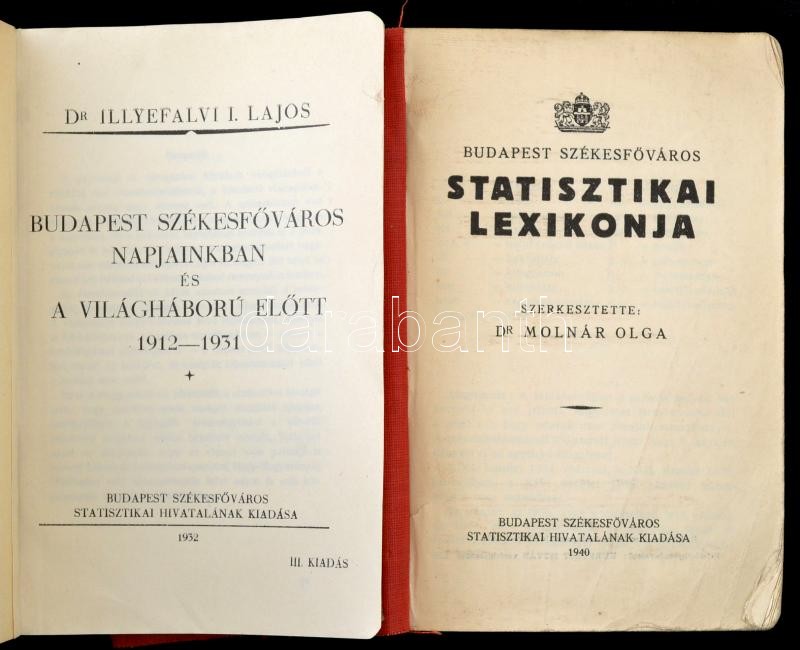 DR ILLYEFALVI I. LAJOS
BUDAPEST SZÉKESFŐVÁROS
NAPJAINKBAN
ÉS
A VILÁGHÁBORÚ ELŐTT
1912—1931
BUDAPEST SZÉKESFŐVÁROS
STATISZTIKAI HIVATALÁNAK KIADÁSA
1932
III. KIADÁS
BUDAPEST SZÉKESFŐVÁROS
STATISZTIKAI
LEXIKONJA
SZERKESZTETTE:
DR MOLNÁR OLGA
BUDAPEST SZÉKESFŐVÁROS
STATISZTIKAI HIVATALÁNAK KIADÁSA
1940
darabanth